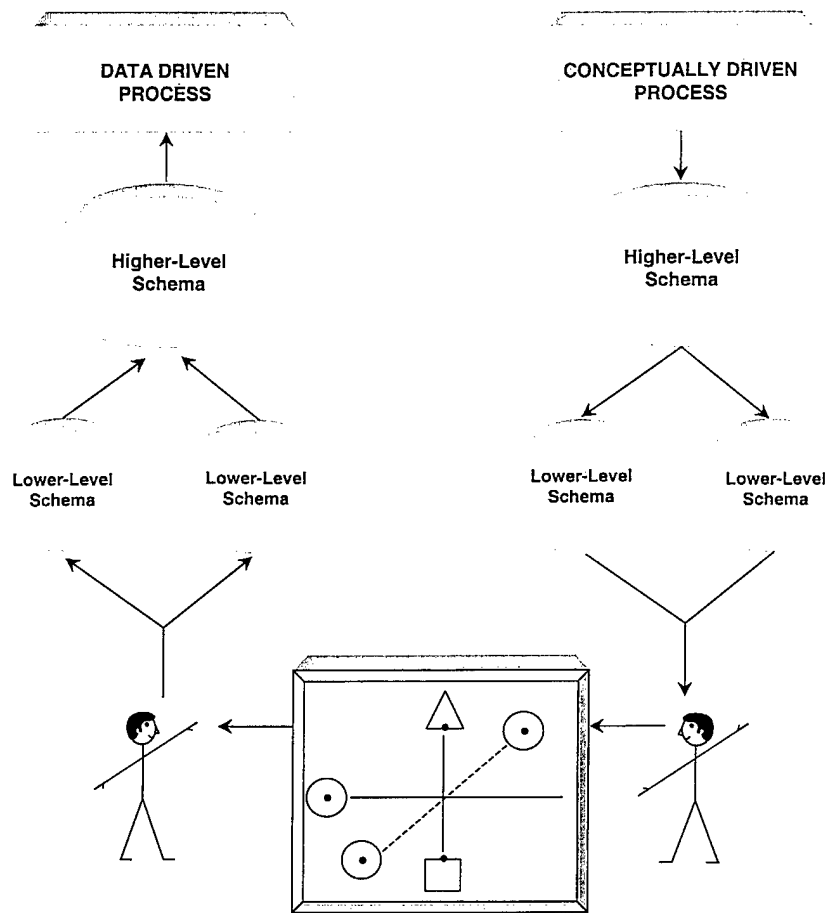 DATA DRIVEN
PROCESS
CONCEPTUALLY DRIVEN
PROCESS
Higher-Level
Schema
Higher-Level
Schema
Lower-Level
Schema
Lower-Level
Schema
Lower-Level
Schema
Lower-Level
Schema